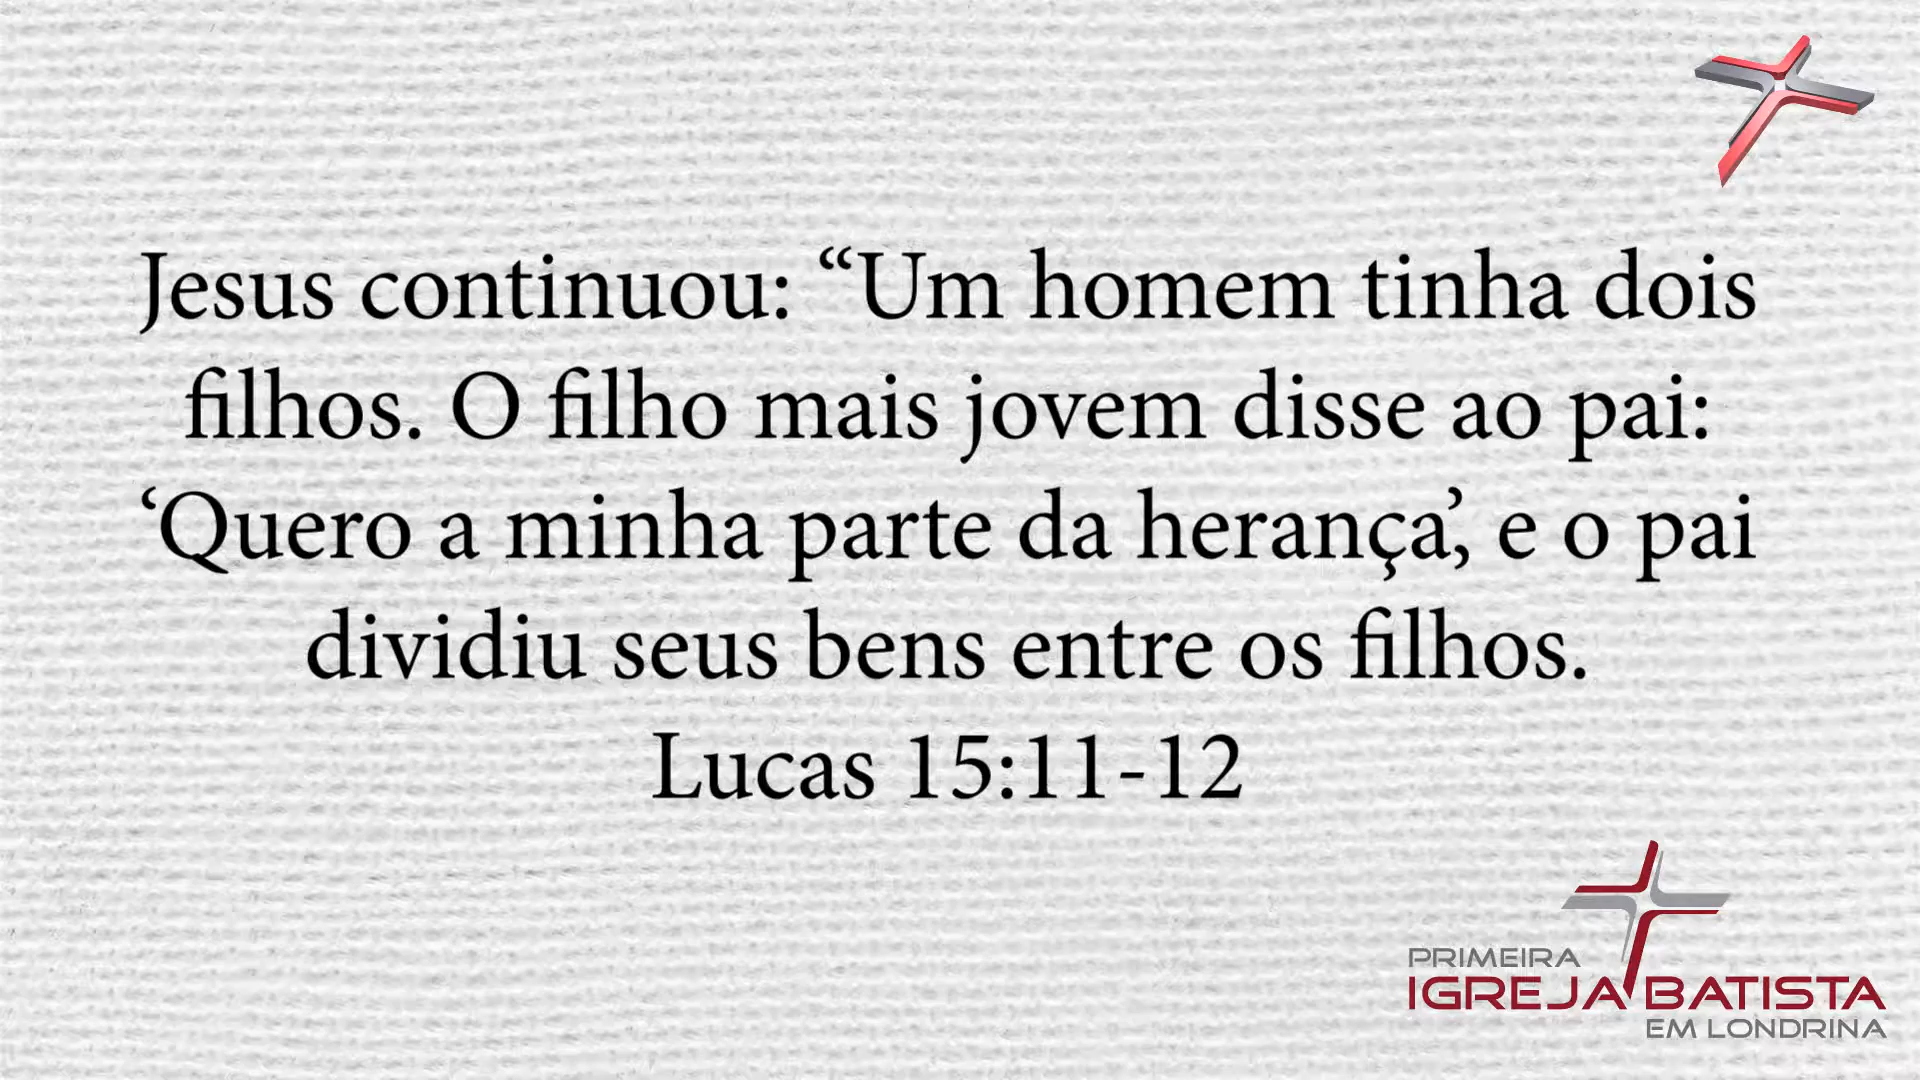 Jesus continuou: “Um homem tinha dois
filhos. O filho mais jovem disse ao pai:
‘Quero a minha parte da herança’, e o pai
dividiu seus bens entre os filhos.
Lucas 15:11-12
PRIMEIRA
IGREJA BATISTA
EM LONDRINA